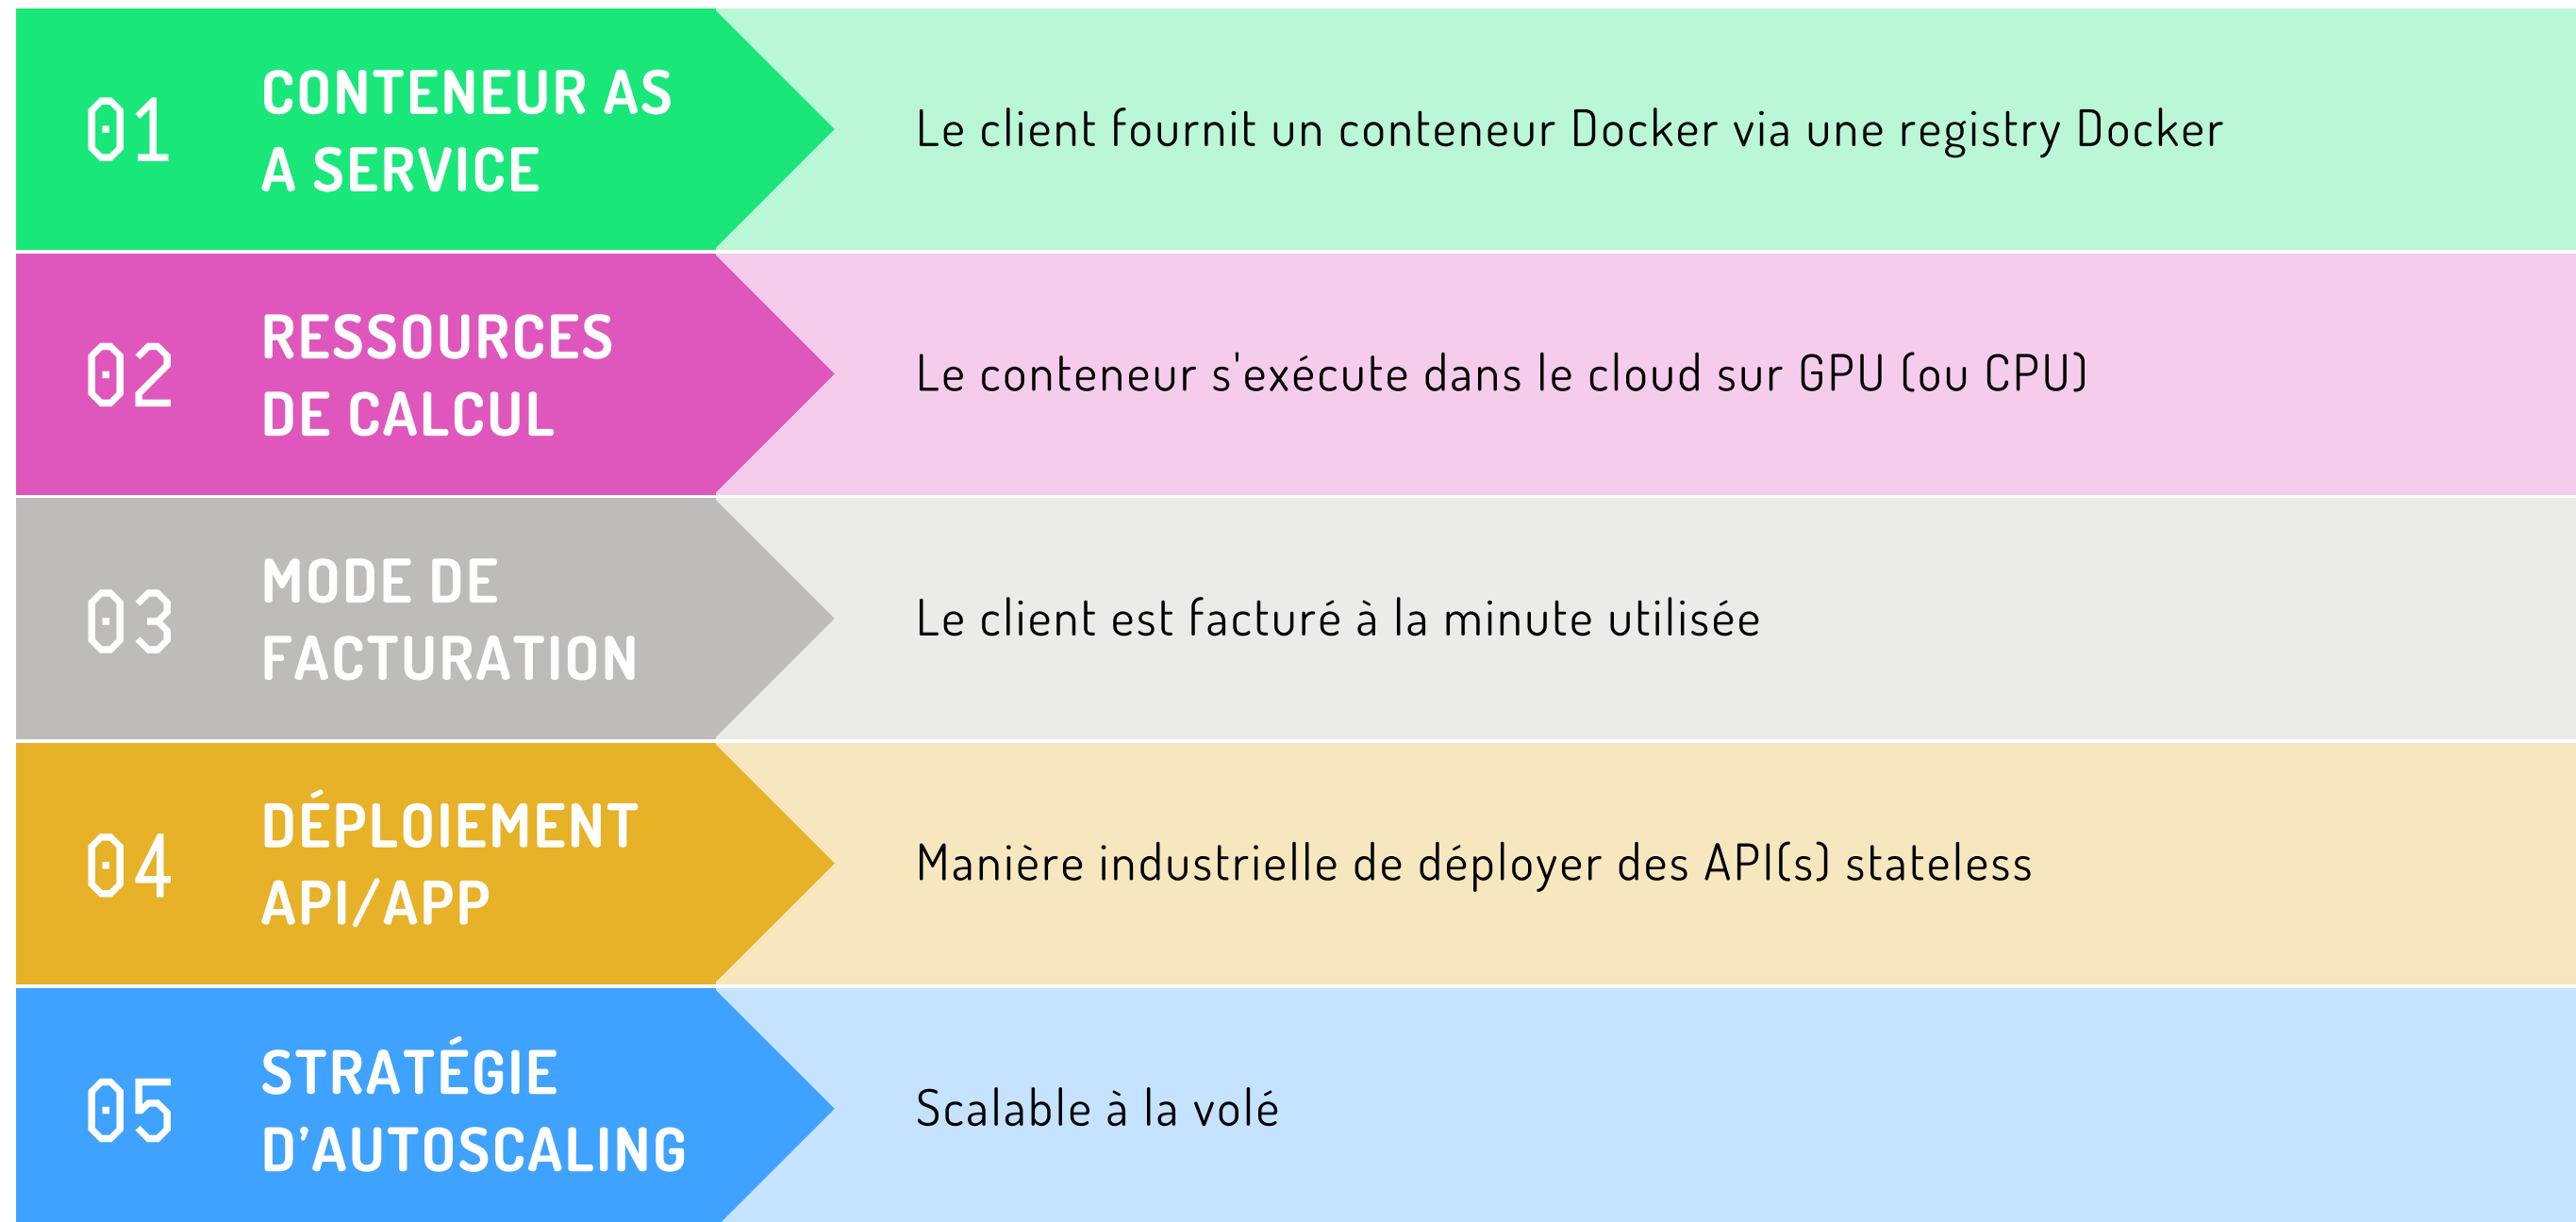 01
CONTENEUR AS
A SERVICE
Le client fournit un conteneur Docker via une registry Docker
02
RESSOURCES
DE CALCUL
Le conteneur s'exécute dans le cloud sur GPU (ou CPU)
03
MODE DE
FACTURATION
Le client est facturé à la minute utilisée
04
DÉPLOIEMENT
API/APP
Manière industrielle de déployer des API(s) stateless
05
STRATÉGIE
D’AUTOSCALING
Scalable à la volé